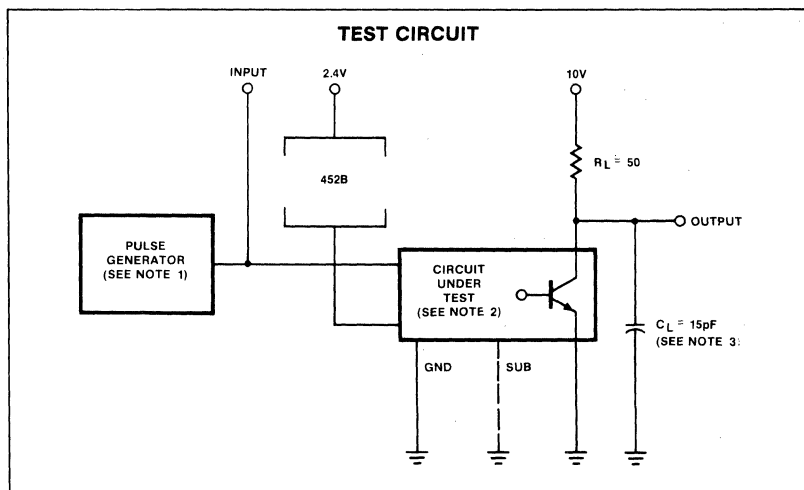 TEST CIRCUIT
INPUT
2.4V
10V
RL = 50
452B
OUTPUT
PULSE
GENERATOR
(SEE NOTE 1)
CIRCUIT
UNDER
TEST
(SEE NOTE 2)
CL = 15pF
(SEE NOTE 3:
GND
SUB